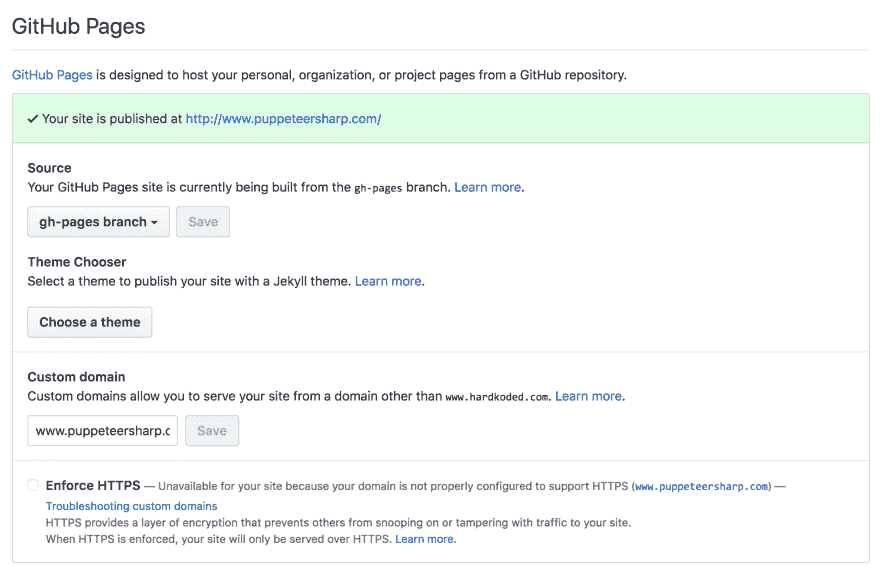 GitHub Pages
GitHub Pages is designed to host your personal, organization, or project pages from a GitHub repository.
✓ Your site is published at http://www.puppeteersharp.com/
Source
Your GitHub Pages site is currently being built from the gh-pages branch. Learn more.
gh-pages branch Save
Theme Chooser
Select a theme to publish your site with a Jekyll theme. Learn more.
Choose a theme
Custom domain
Custom domains allow you to serve your site from a domain other than www.hardkoded.com. Learn more.
www.puppeteersharp.c Save
Enforce HTTPS — Unavailable for your site because your domain is not properly configured to support HTTPS (www.puppeteersharp.com) —
Troubleshooting custom domains
HTTPS provides a layer of encryption that prevents others from snooping on or tampering with traffic to your site.
When HTTPS is enforced, your site will only be served over HTTPS. Learn more.